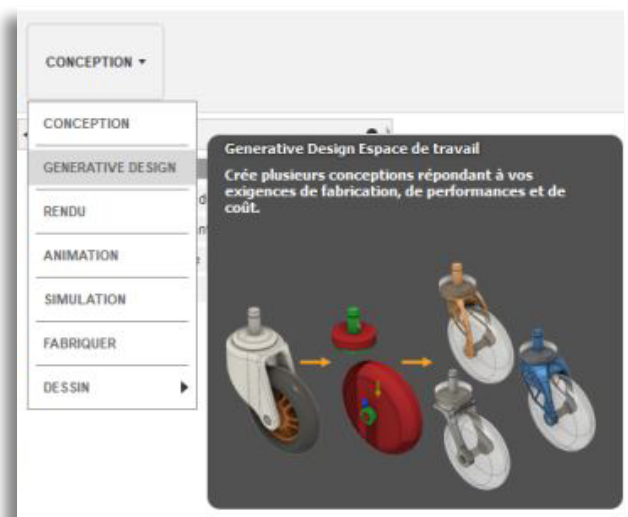 CONCEPTION
CONCEPTION
GENERATIVE DESIGN
RENDU
ANIMATION
SIMULATION
FABRIQUER
DESSIN
Generative Design Espace de travail
Crée plusieurs conceptions répondant à vos
exigences de fabrication, de performances et de
coût.